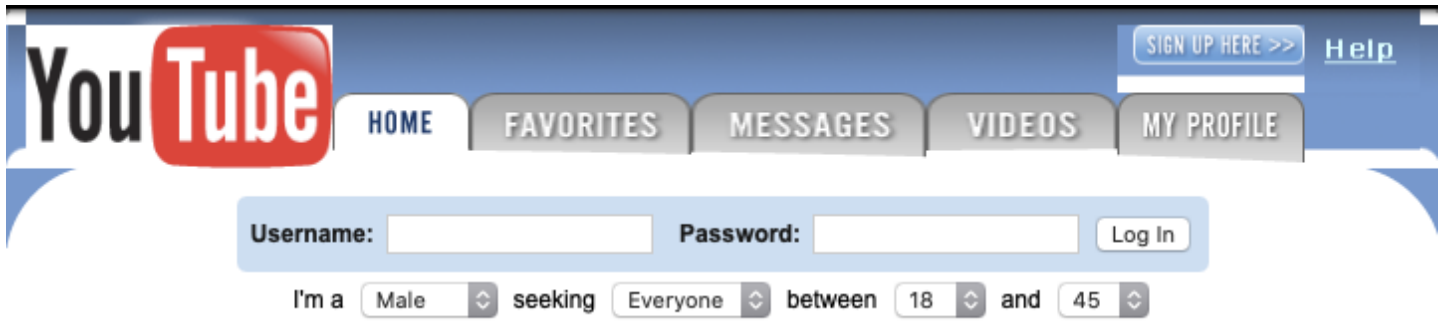 YouTube
SIGN UP HERE >> Help
HOME FAVORITES MESSAGES VIDEOS MY PROFILE
Username: Password: Log In
I'm a Male seeking Everyone between 18 and 45